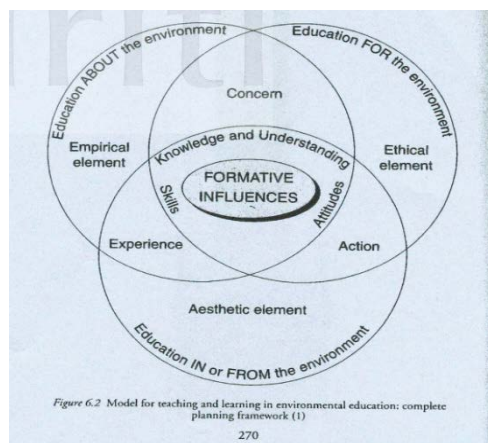 Education ABOUT the environment
Education FOR the environment
Concern
Empirical
element
Knowledge and Understanding
Ethical
element
FORMATIVE
INFLUENCES
Skills
Attitudes
Experience
Action
Aesthetic element
Education IN or FROM the environment
Figure 6.2 Model for teaching and learning in environmental education: complete
planning framework (1)
270